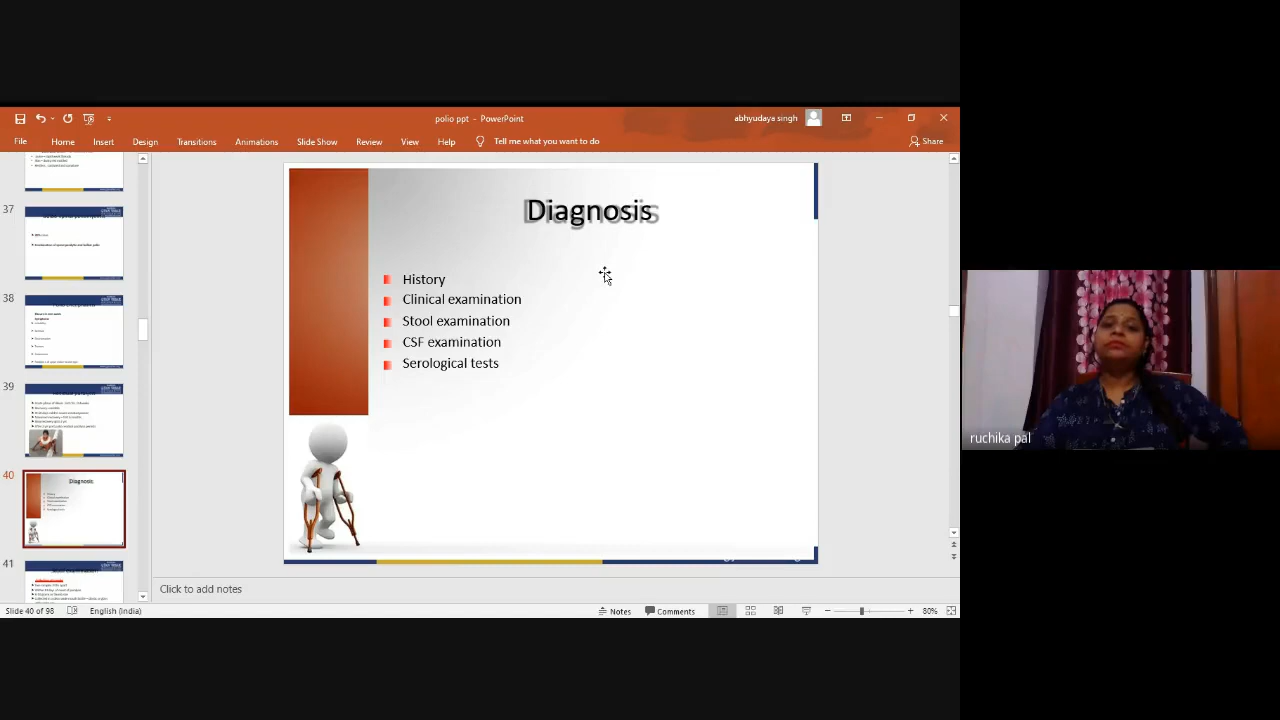 polio ppt - PowerPoint
abhyudaya singh
File
Home
Insert
Design
Transitions
Animations
Slide Show
Review
View
Help
Tell me what you want to do
Share
37
38
39
40
Diagnosis
41
Diagnosis
History
Clinical examination
Stool examination
CSF examination
Serological tests
Click to add notes
Slide 40 of 98
English (India)
Notes
Comments
80%
ruchika pal